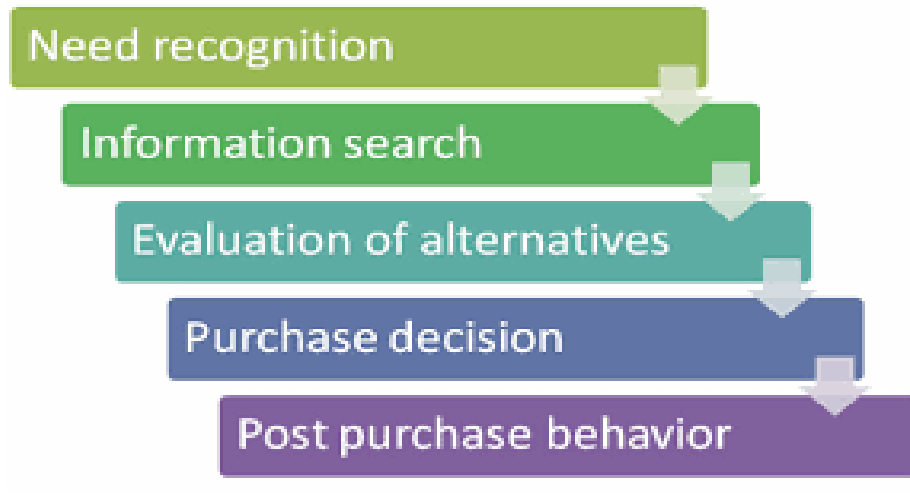 Need recognition
Information search
Evaluation of alternatives
Purchase decision
Post purchase behavior